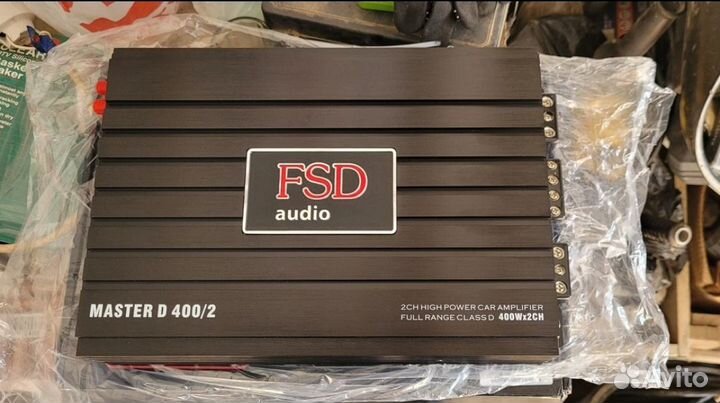 FSD
audio
MASTER D 400/2
2CH HIGH POWER CAR AMPLIFIER
FULL RANGE CLASS D 400Wx2CH
Avito